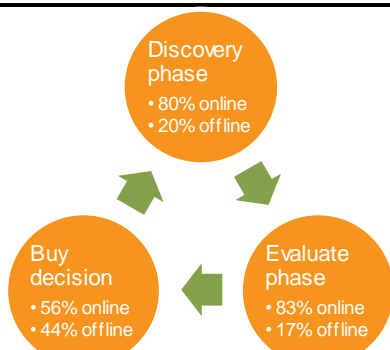 Discovery
phase
• 80% online
• 20% offline
Buy
decision
• 56% online
• 44% offline
Evaluate
phase
• 83% online
• 17% offline